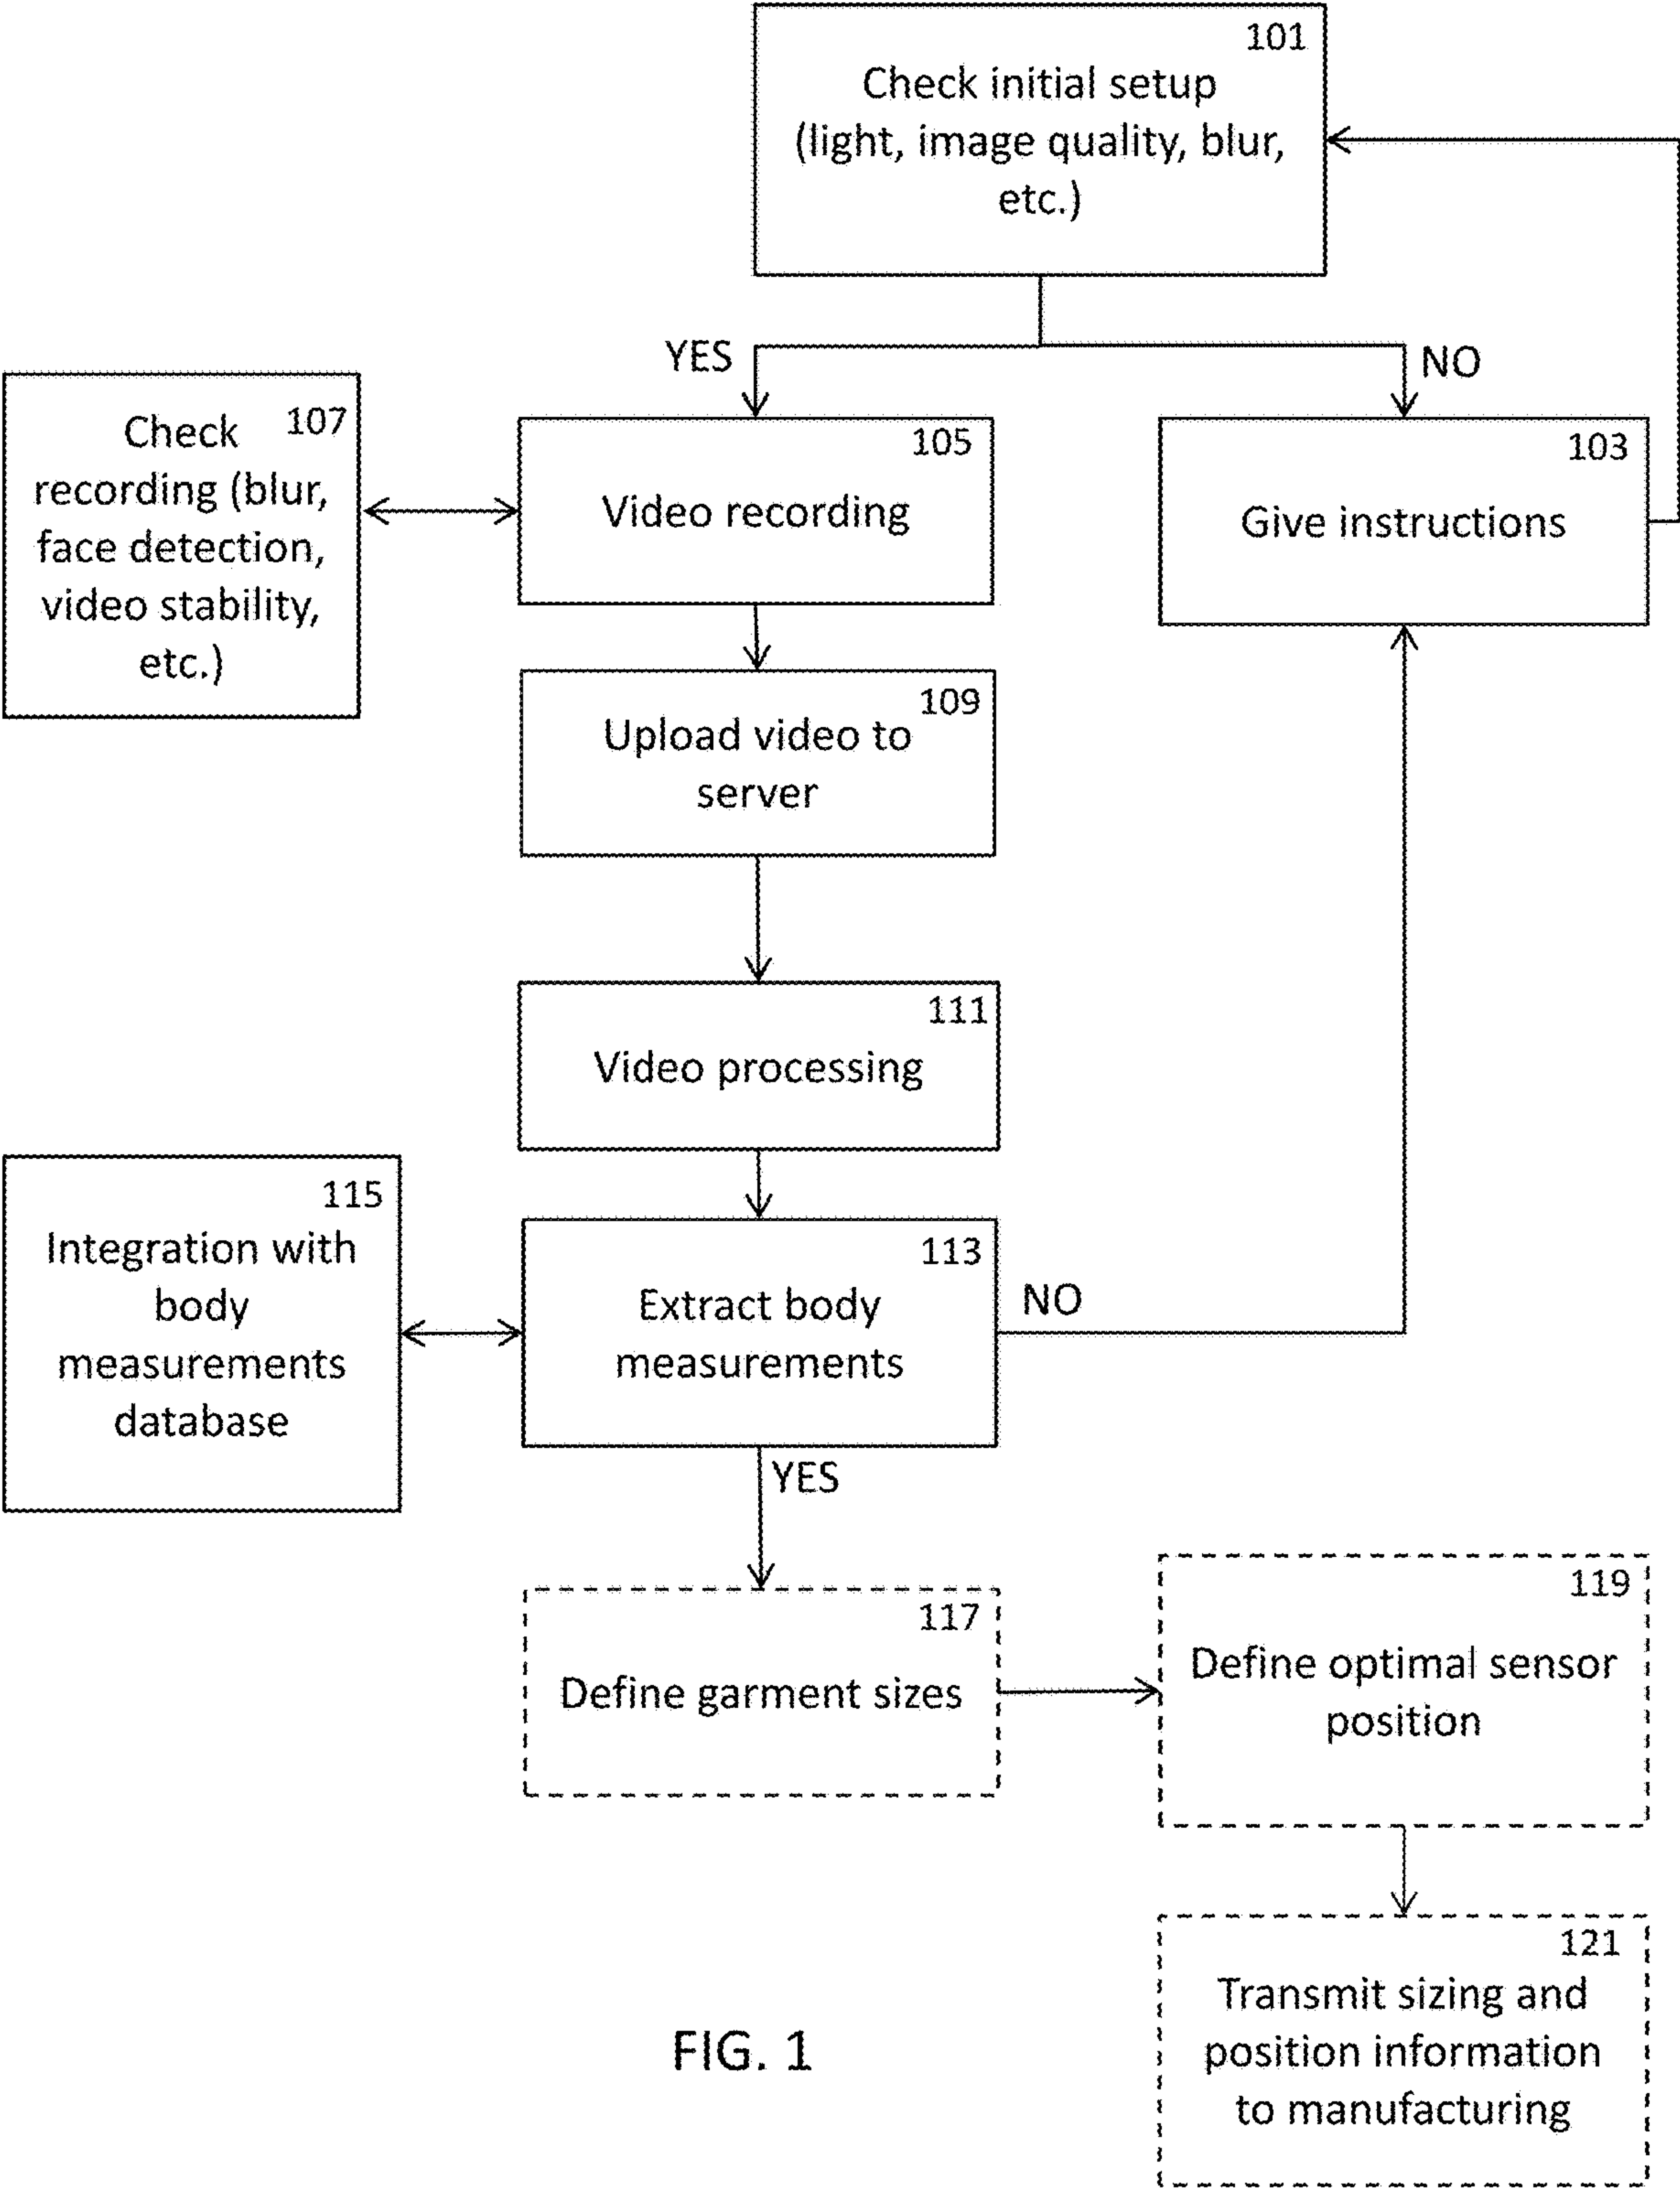 101
Check initial setup
(light, image quality, blur,
etc.)
YES
NO
107
Check
recording (blur,
face detection,
video stability,
etc.)
105
Video recording
103
Give instructions
109
Upload video to
server
111
Video processing
115
Integration with
body
measurements
database
113
Extract body
measurements
NO
YES
117
Define garment sizes
119
Define optimal sensor
position
121
Transmit sizing and
position information
to manufacturing
FIG. 1